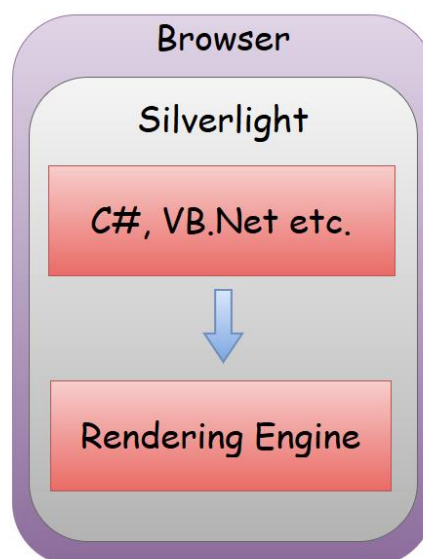 Browser
Silverlight
C#, VB.Net etc.
Rendering Engine